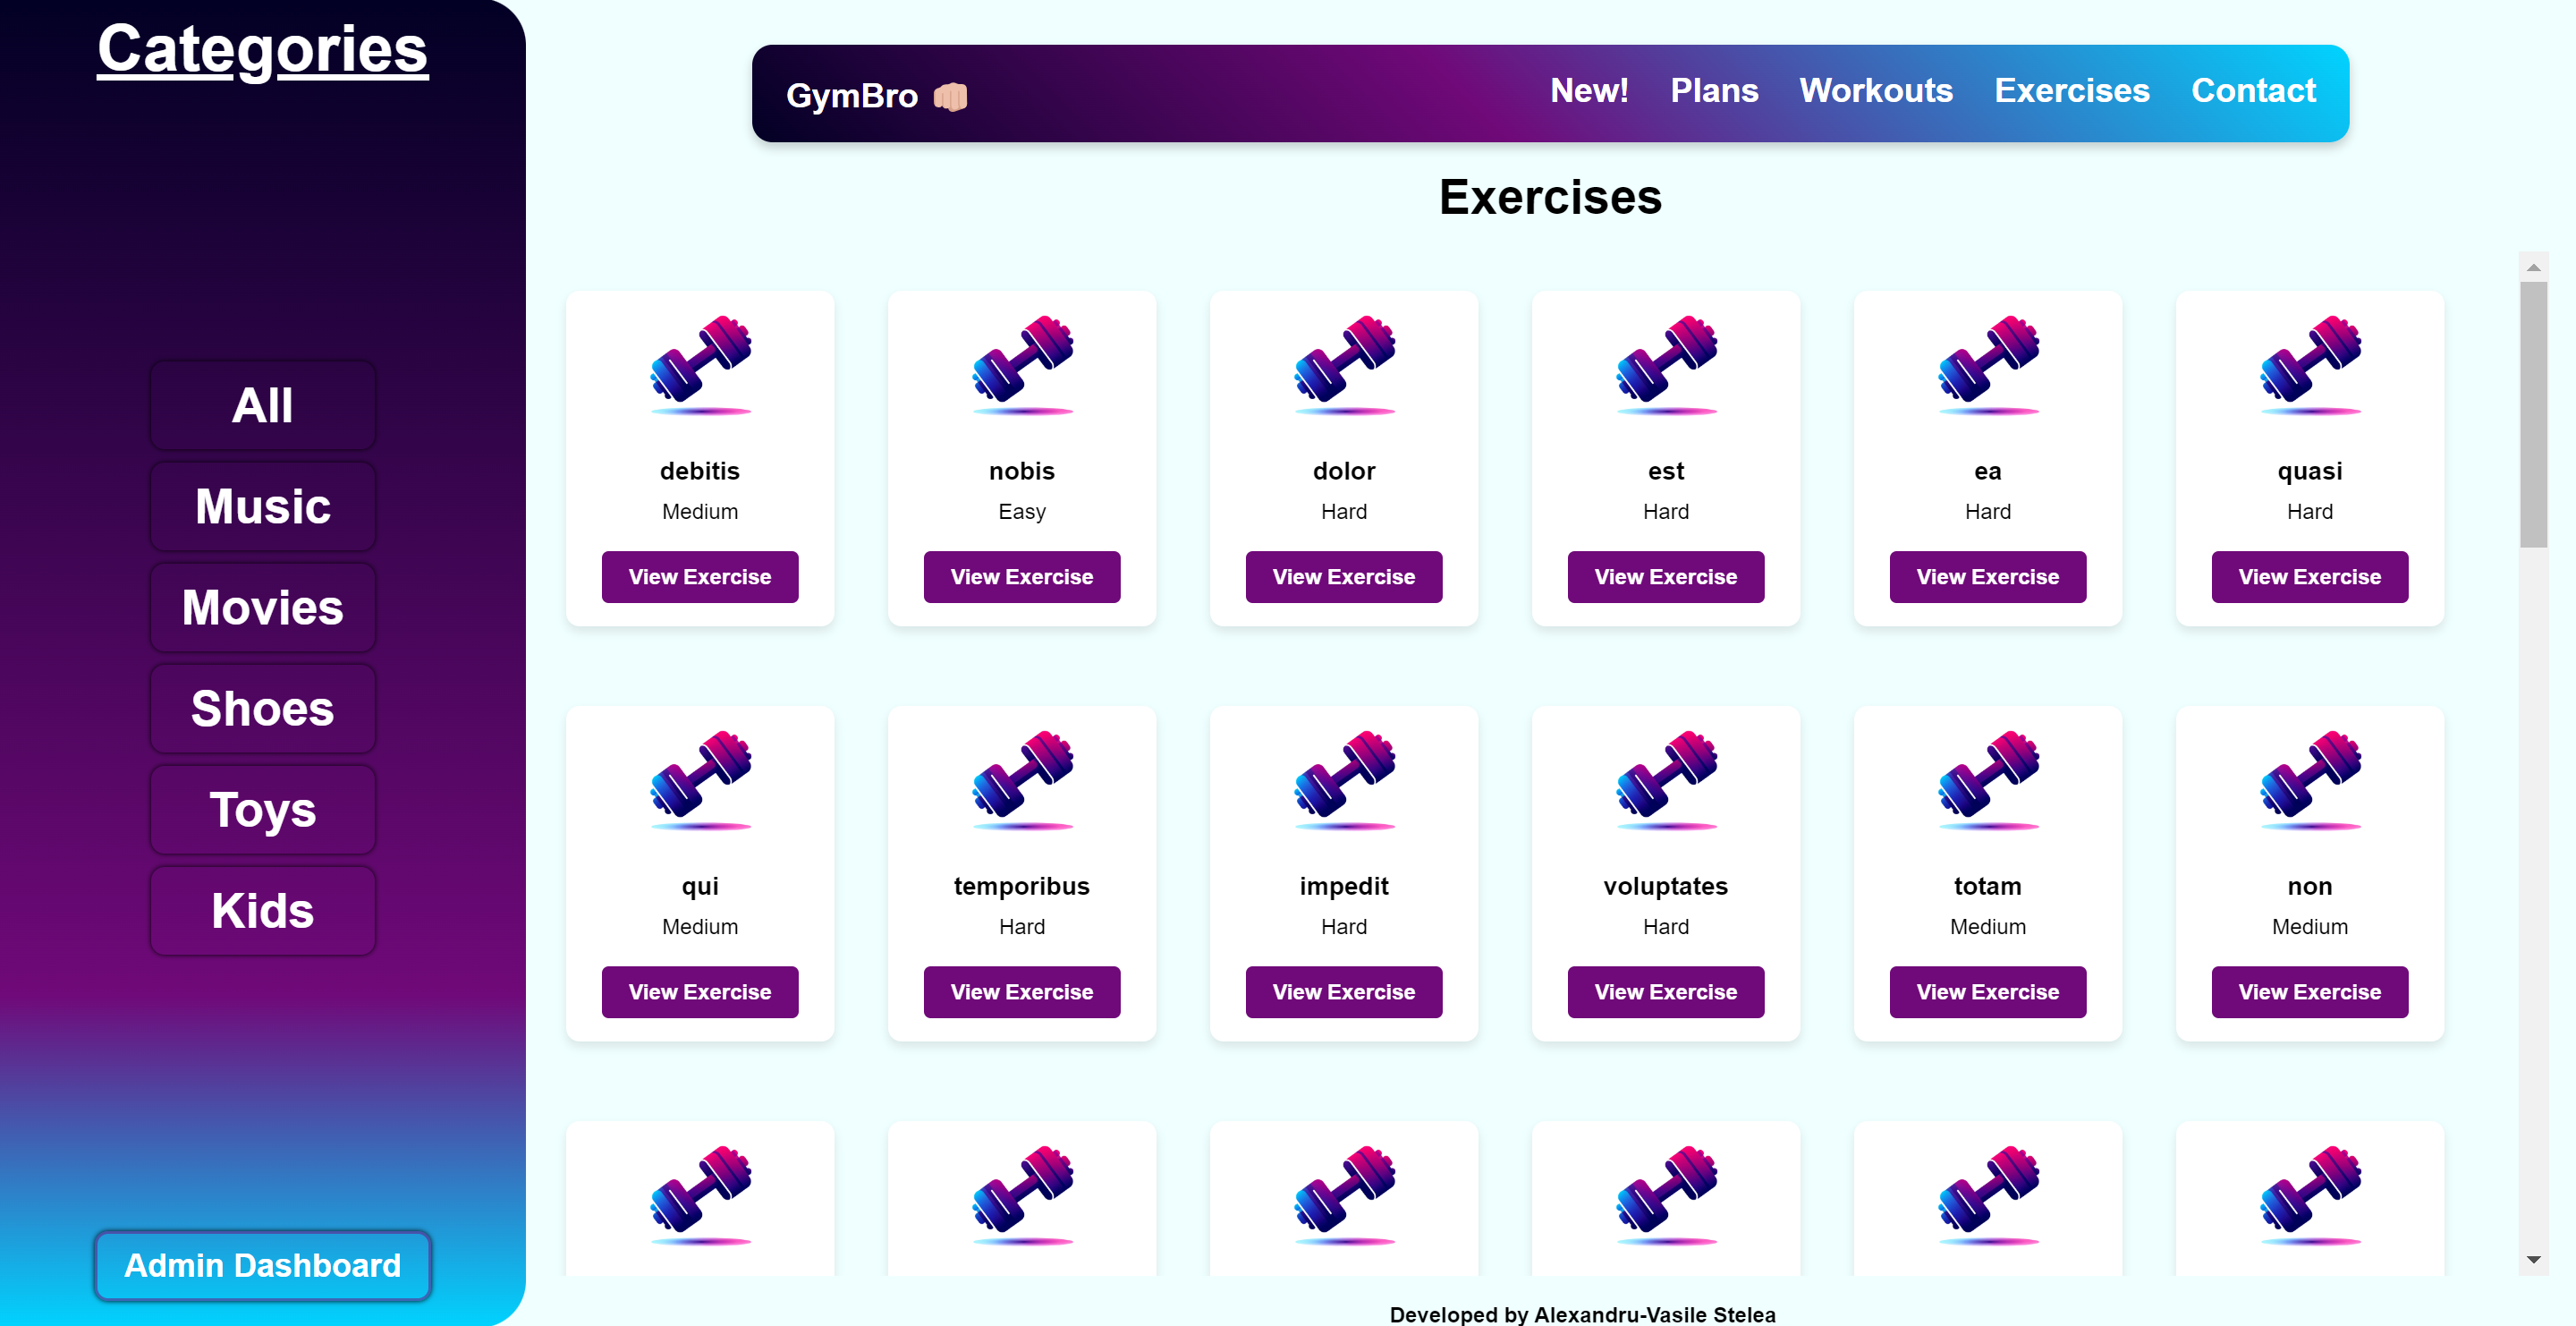 Categories
All
Music
Movies
Shoes
Toys
Kids
Admin Dashboard
GymBro 👊🏼
New! Plans Workouts Exercises Contact
Exercises
debitis
Medium
View Exercise
nobis
Easy
View Exercise
dolor
Hard
View Exercise
est
Hard
View Exercise
ea
Hard
View Exercise
quasi
Hard
View Exercise
qui
Medium
View Exercise
temporibus
Hard
View Exercise
impedit
Hard
View Exercise
voluptates
Hard
View Exercise
totam
Medium
View Exercise
non
Medium
View Exercise
Developed by Alexandru-Vasile Stelea